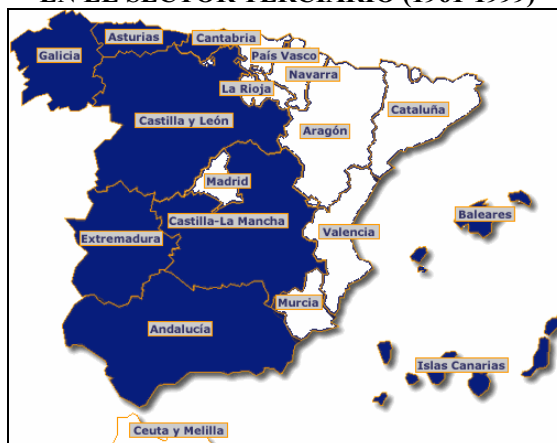 EN EL SECTOR TERCIARIO (1961-1999)
Asturias
Cantabria
Galicia
País Vasco
Navarra
La Rioja
Cataluña
Castilla y León
Aragón
Madrid
Castilla-La Mancha
Baleares
Extremadura
Valencia
Murcia
Andalucía
Islas Canarias
Ceuta y Melilla